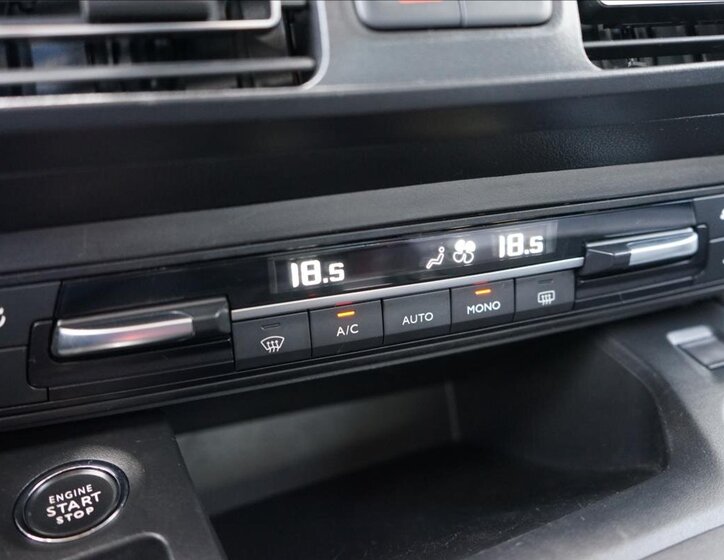 18.5 18.5
A/C AUTO MONO
ENGINE
START
STOP